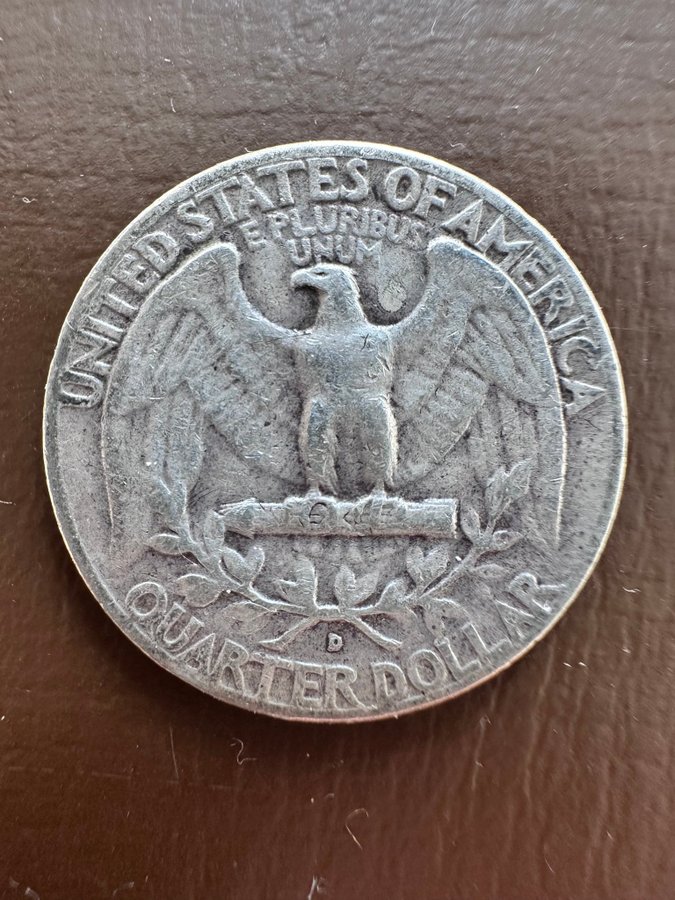 UNITED STATES OF AMERICA
E PLURIBUS
UNUM
D
QUARTER DOLLAR